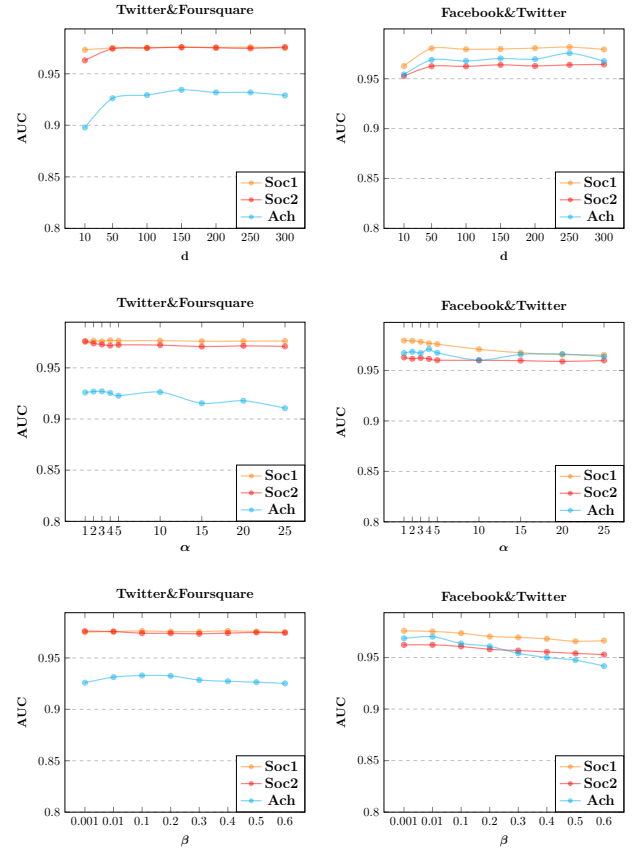 Twitter&Foursquare
AUC
0.95
0.9
0.85
0.8
Soc1
Soc2
Ach
10 50 100 150 200 250 300
d
Facebook&Twitter
AUC
0.95
0.9
0.85
0.8
Soc1
Soc2
Ach
10 50 100 150 200 250 300
d
Twitter&Foursquare
AUC
0.95
0.9
0.85
0.8
Soc1
Soc2
Ach
1 2 3 4 5 10 15 20 25
α
Facebook&Twitter
AUC
0.95
0.9
0.85
0.8
Soc1
Soc2
Ach
1 2 3 4 5 10 15 20 25
α
Twitter&Foursquare
AUC
0.95
0.9
0.85
0.8
Soc1
Soc2
Ach
0.001 0.01 0.1 0.2 0.3 0.4 0.5 0.6
β
Facebook&Twitter
AUC
0.95
0.9
0.85
0.8
Soc1
Soc2
Ach
0.001 0.01 0.1 0.2 0.3 0.4 0.5 0.6
β